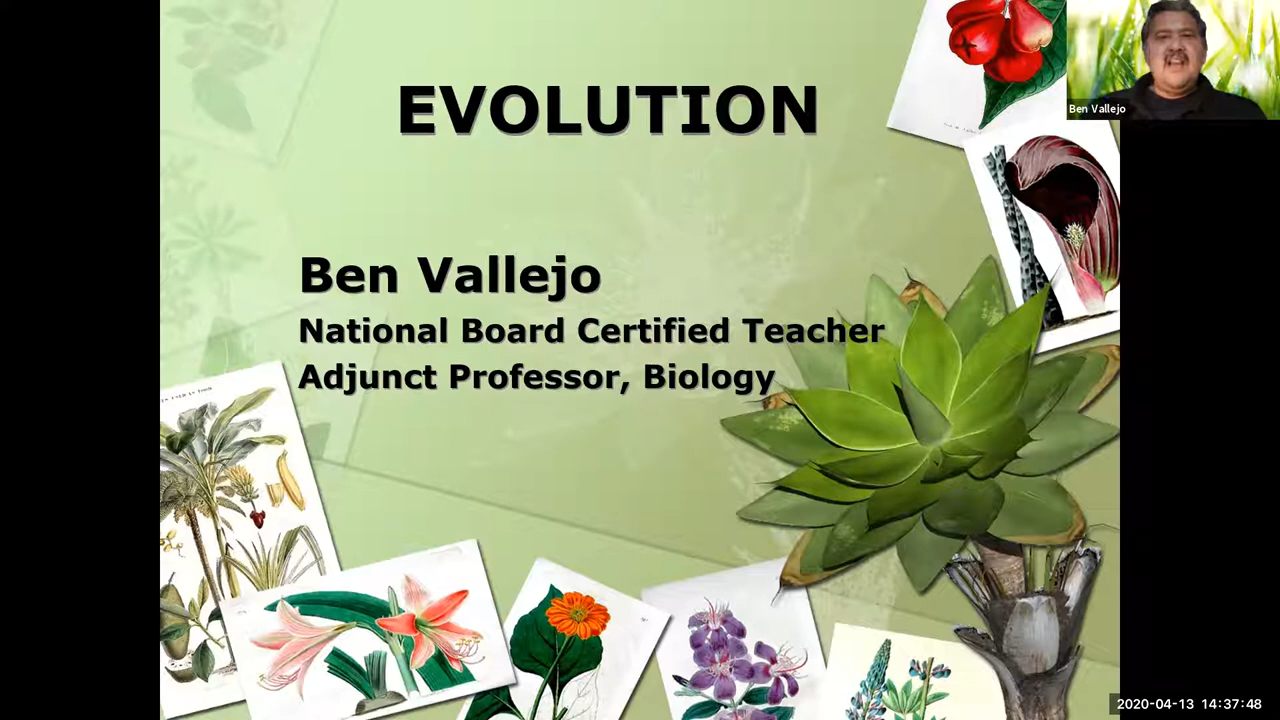 EVOLUTION
Ben Vallejo
Ben Vallejo
National Board Certified Teacher
Adjunct Professor, Biology
2020-04-13 14:37:48